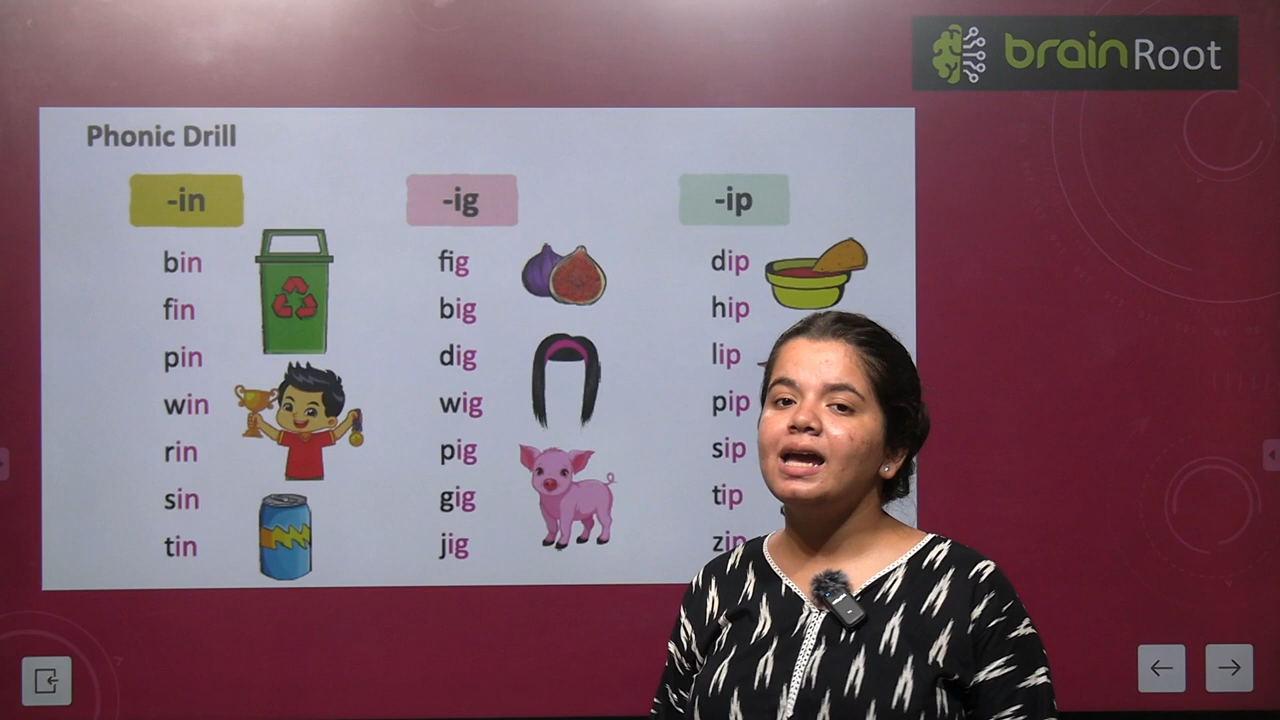 brainRoot
Phonic Drill
-in
bin
fin
pin
win
rin
sin
tin
-ig
fig
big
dig
wig
pig
gig
jig
-ip
dip
hip
lip
pip
sip
tip
zip